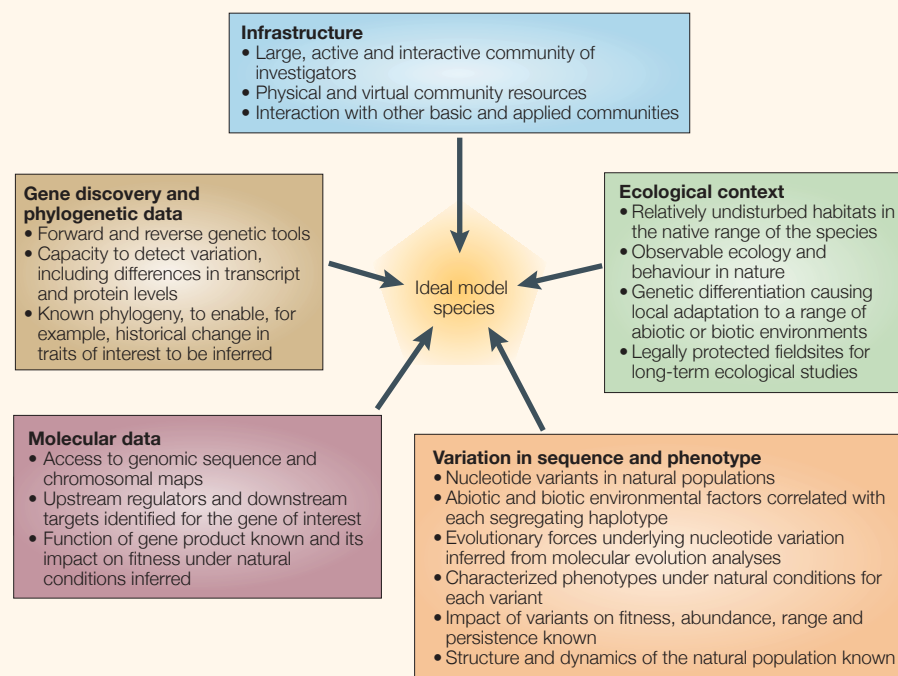 Infrastructure
• Large, active and interactive community of
investigators
• Physical and virtual community resources
• Interaction with other basic and applied communities
Gene discovery and
phylogenetic data
• Forward and reverse genetic tools
• Capacity to detect variation,
including differences in transcript
and protein levels
• Known phylogeny, to enable, for
example, historical change in
traits of interest to be inferred
Ideal model
species
Ecological context
• Relatively undisturbed habitats in
the native range of the species
• Observable ecology and
behaviour in nature
• Genetic differentiation causing
local adaptation to a range of
abiotic or biotic environments
• Legally protected fieldsites for
long-term ecological studies
Molecular data
• Access to genomic sequence and
chromosomal maps
• Upstream regulators and downstream
targets identified for the gene of interest
• Function of gene product known and its
impact on fitness under natural
conditions inferred
Variation in sequence and phenotype
• Nucleotide variants in natural populations
• Abiotic and biotic environmental factors correlated with
each segregating haplotype
• Evolutionary forces underlying nucleotide variation
inferred from molecular evolution analyses
• Characterized phenotypes under natural conditions for
each variant
• Impact of variants on fitness, abundance, range and
persistence known
• Structure and dynamics of the natural population known